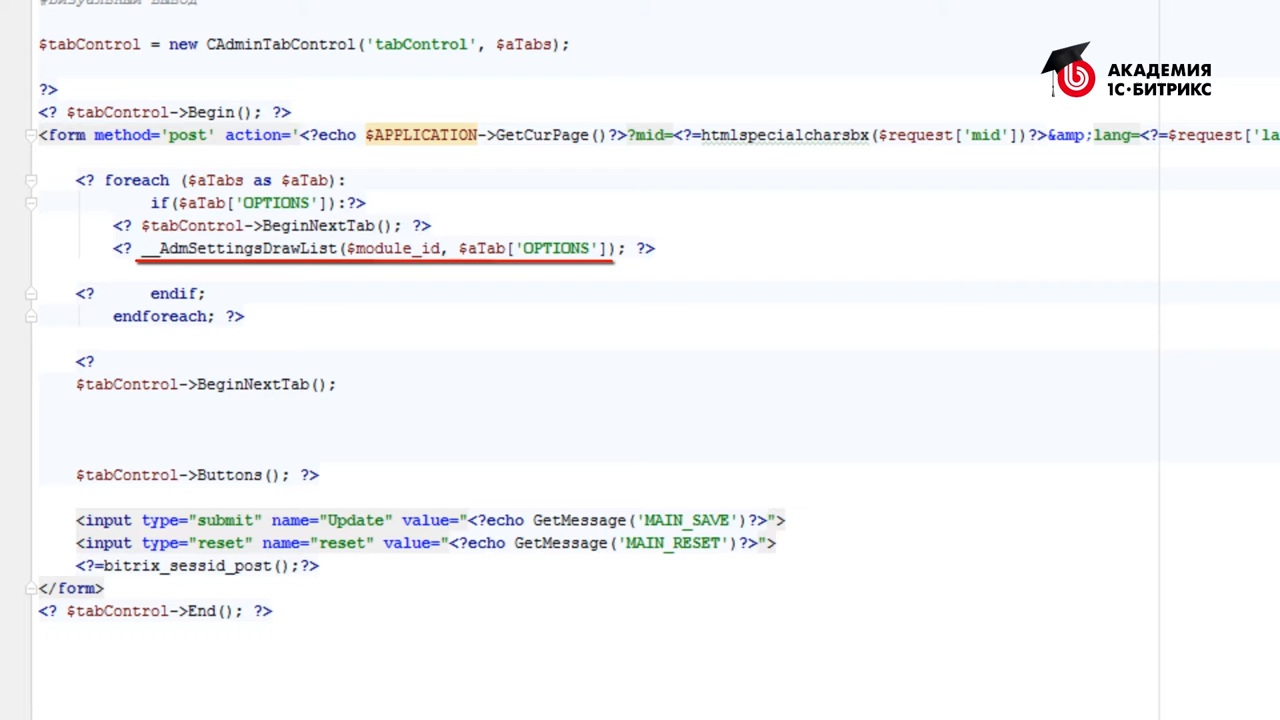 #Визуальный вывод
$tabControl = new CAdminTabControl('tabControl', $aTabs);
АКАДЕМИЯ
1С·БИТРИКС
?>
<? $tabControl->Begin(); ?>
<form method='post' action='<?echo $APPLICATION->GetCurPage()?>?mid=<?=htmlspecialcharsbx($request['mid'])?>&amp;lang=<?=$request['la
<? foreach ($aTabs as $aTab):
if($aTab['OPTIONS']):?>
<? $tabControl->BeginNextTab(); ?>
<? __AdmSettingsDrawList($module_id, $aTab['OPTIONS']); ?>
<? endif;
endforeach; ?>
<?
$tabControl->BeginNextTab();
$tabControl->Buttons(); ?>
<input type="submit" name="Update" value="<?echo GetMessage('MAIN_SAVE')?>">
<input type="reset" name="reset" value="<?echo GetMessage('MAIN_RESET')?>">
<?=bitrix_sessid_post();?>
</form>
<? $tabControl->End(); ?>